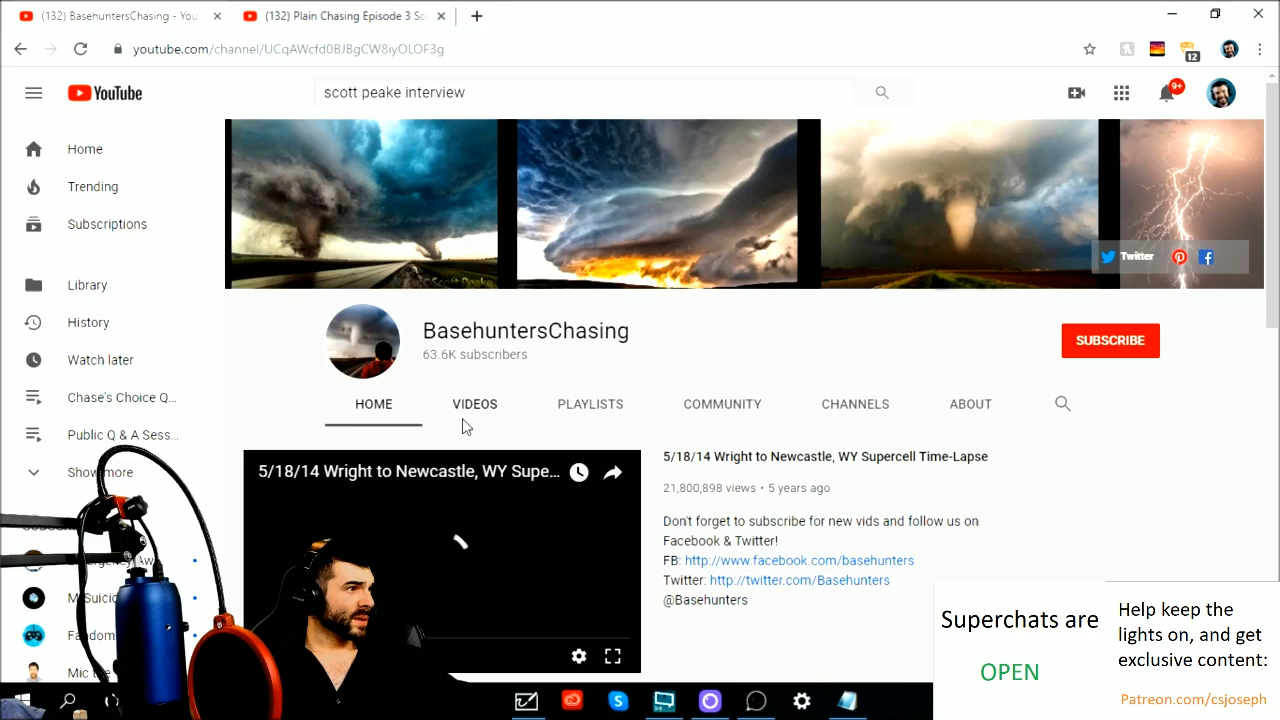 (132) BasehuntersChasing - You
(132) Plain Chasing Episode 3 Sc
youtube.com/channel/UCqAWcfd0BJBgCW8iyOLOF3g
12
YouTube
scott peake interview
9+
Home
Trending
Subscriptions
Twitter
Library
History
Watch later
Chase's Choice Q...
Public Q & A Sess...
Show more
BasehuntersChasing
63.6K subscribers
SUBSCRIBE
HOME
VIDEOS
PLAYLISTS
COMMUNITY
CHANNELS
ABOUT
5/18/14 Wright to Newcastle, WY Supe...
5/18/14 Wright to Newcastle, WY Supercell Time-Lapse
21,800,898 views • 5 years ago
Don't forget to subscribe for new vids and follow us on
Facebook & Twitter!
FB: http://www.facebook.com/basehunters
Twitter: http://twitter.com/Basehunters
@Basehunters
Fandom
Superchats are
OPEN
Help keep the
lights on, and get
exclusive content:
Patreon.com/csjoseph